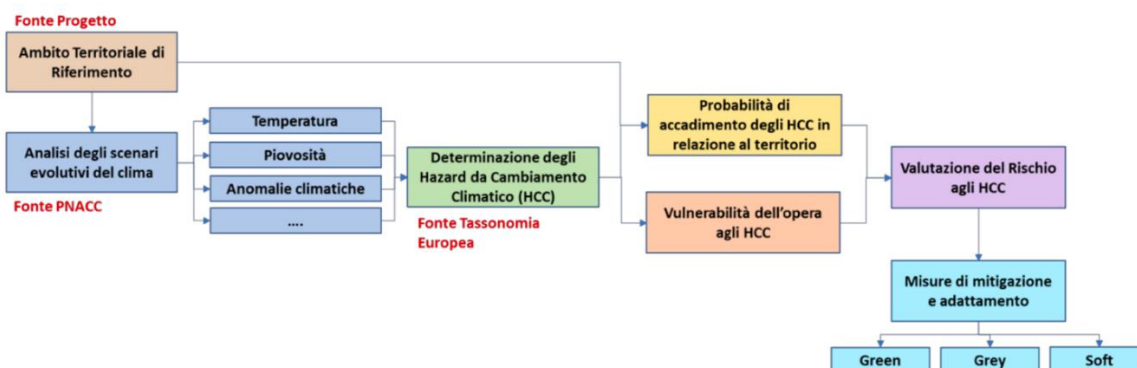 Fonte Progetto
Ambito Territoriale di
Riferimento
Analisi degli scenari
evolutivi del clima
Fonte PNACC
Temperatura
Piovosità
Anomalie climatiche
....
Determinazione degli
Hazard da Cambiamento
Climatico (HCC)
Fonte Tassonomia
Europea
Probabilità di
accadimento degli HCC in
relazione al territorio
Vulnerabilità dell'opera
agli HCC
Valutazione del Rischio
agli HCC
Misure di mitigazione
e adattamento
Green
Grey
Soft